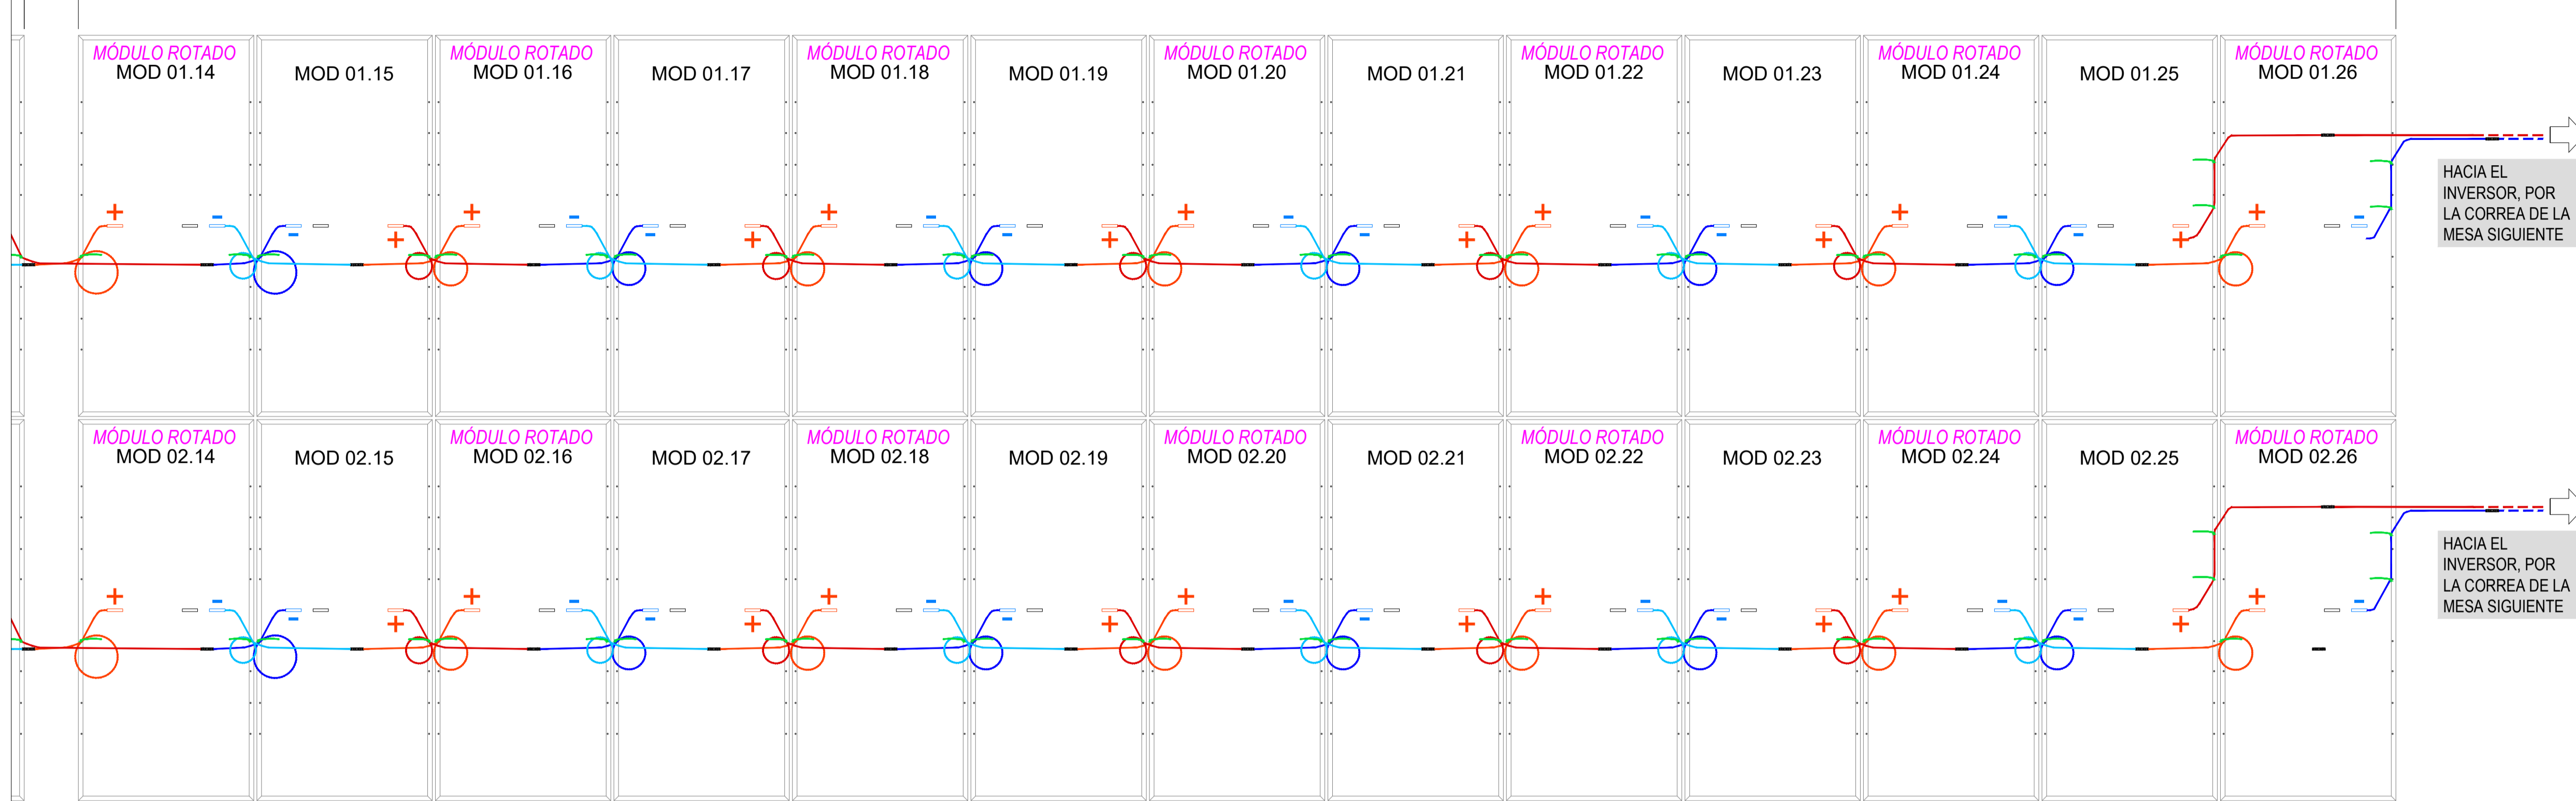 MÓDULO ROTADO
MOD 01.14
MOD 01.15
MÓDULO ROTADO
MOD 01.16
MOD 01.17
MÓDULO ROTADO
MOD 01.18
MOD 01.19
MÓDULO ROTADO
MOD 01.20
MOD 01.21
MÓDULO ROTADO
MOD 01.22
MOD 01.23
MÓDULO ROTADO
MOD 01.24
MOD 01.25
MÓDULO ROTADO
MOD 01.26
HACIA EL
INVERSOR, POR
LA CORREA DE LA
MESA SIGUIENTE
+ - - + + - - + + - - + + - - + + - - + + - - + + -
MÓDULO ROTADO
MOD 02.14
MOD 02.15
MÓDULO ROTADO
MOD 02.16
MOD 02.17
MÓDULO ROTADO
MOD 02.18
MOD 02.19
MÓDULO ROTADO
MOD 02.20
MOD 02.21
MÓDULO ROTADO
MOD 02.22
MOD 02.23
MÓDULO ROTADO
MOD 02.24
MOD 02.25
MÓDULO ROTADO
MOD 02.26
HACIA EL
INVERSOR, POR
LA CORREA DE LA
MESA SIGUIENTE
+ - - + + - - + + - - + + - - + + - - + + - - + + -